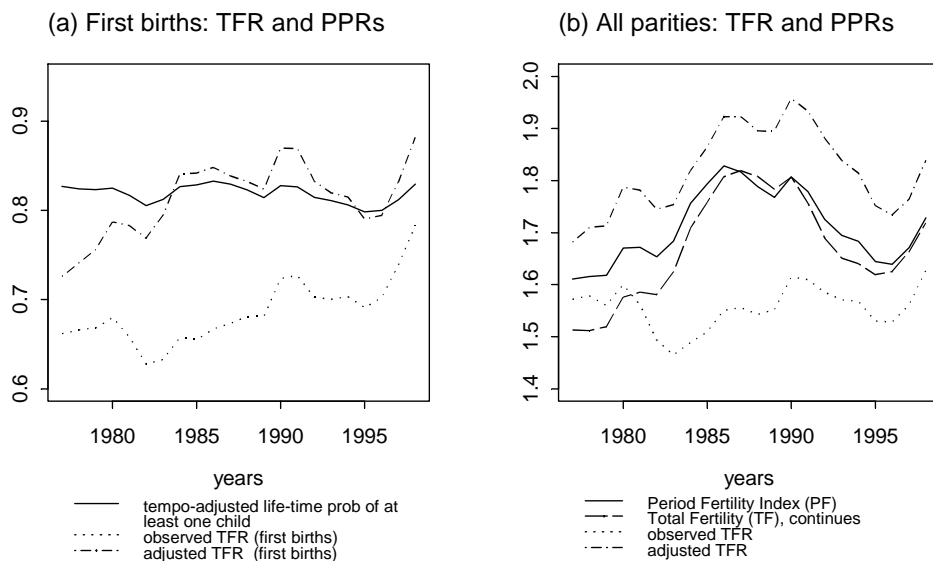 (a) First births: TFR and PPRs
0.9
0.8
0.7
0.6
1980 1985 1990 1995
years
tempo-adjusted life-time prob of at
least one child
observed TFR (first births)
adjusted TFR (first births)
(b) All parities: TFR and PPRs
2.0
1.9
1.8
1.7
1.6
1.5
1.4
1980 1985 1990 1995
years
Period Fertility Index (PF)
Total Fertility (TF), continues
observed TFR
adjusted TFR